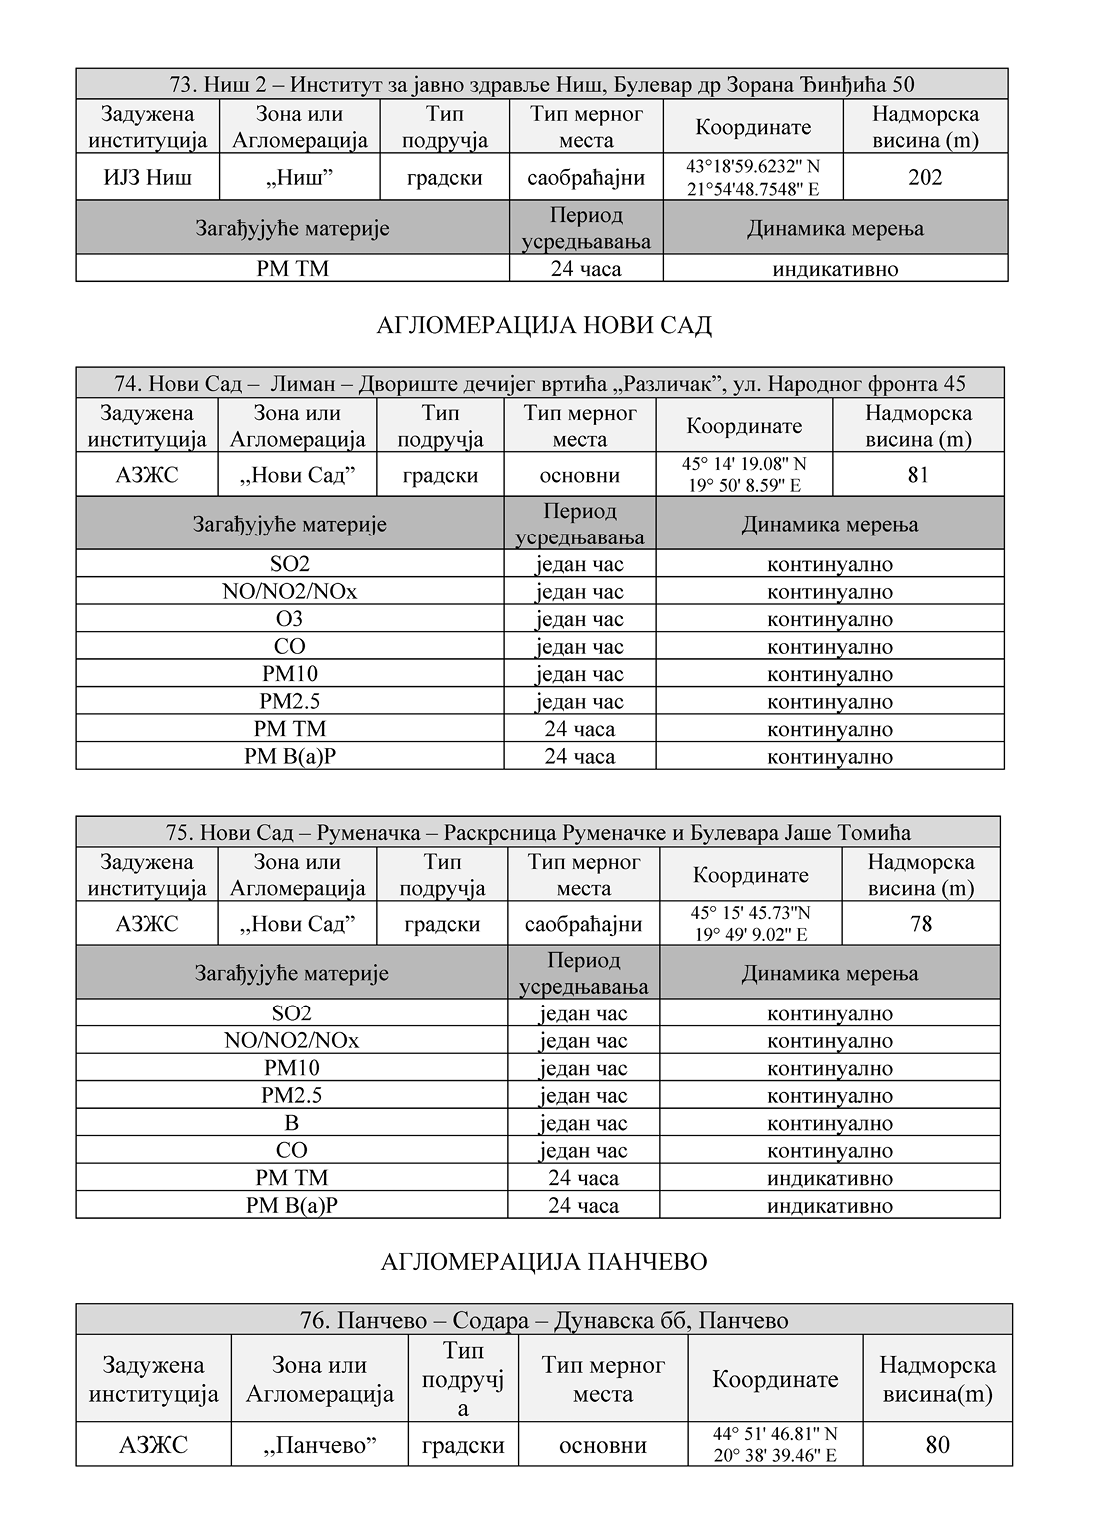 73. Ниш 2 – Институт за јавно здравље Ниш, Булевар др Зорана Ђинђића 50
Задужена институција Зона или Агломерација Тип подручја Тип мерног места Координате Надморска висина (m)
ИЈЗ Ниш „Ниш” градски саобраћајни 43°18'59.6232" N 21°54'48.7548" E 202
Загађујуће материје Период усредњавања Динамика мерења
PM TM 24 часа индикативно
АГЛОМЕРАЦИЈА НОВИ САД
74. Нови Сад – Лиман – Двориште дечијег вртића „Различак”, ул. Народног фронта 45
Задужена институција Зона или Агломерација Тип подручја Тип мерног места Координате Надморска висина (m)
АЗЖС ,,Нови Сад” градски основни 45° 14' 19.08" N 19° 50' 8.59" E 81
Загађујуће материје Период усредњавања Динамика мерења
SO2 један час континуално
NO/NO2/NOx један час континуално
O3 један час континуално
CO један час континуално
PM10 један час континуално
PM2.5 један час континуално
PM TM 24 часа континуално
PM B(a)P 24 часа континуално
75. Нови Сад – Руменачка – Раскрсница Руменачке и Булевара Јаше Томића
Задужена институција Зона или Агломерација Тип подручја Тип мерног места Координате Надморска висина (m)
АЗЖС ,,Нови Сад” градски саобраћајни 45° 15' 45.73"N 19° 49' 9.02" E 78
Загађујуће материје Период усредњавања Динамика мерења
SO2 један час континуално
NO/NO2/NOx један час континуално
PM10 један час континуално
PM2.5 један час континуално
B један час континуално
CO један час континуално
PM TM 24 часа индикативно
PM B(a)P 24 часа индикативно
АГЛОМЕРАЦИЈА ПАНЧЕВО
76. Панчево – Содара – Дунавска бб, Панчево
Задужена институција Зона или Агломерација Тип подручја Тип мерног места Координате Надморска висина(m)
АЗЖС ,,Панчево” градски основни 44° 51' 46.81" N 20° 38' 39.46" E 80